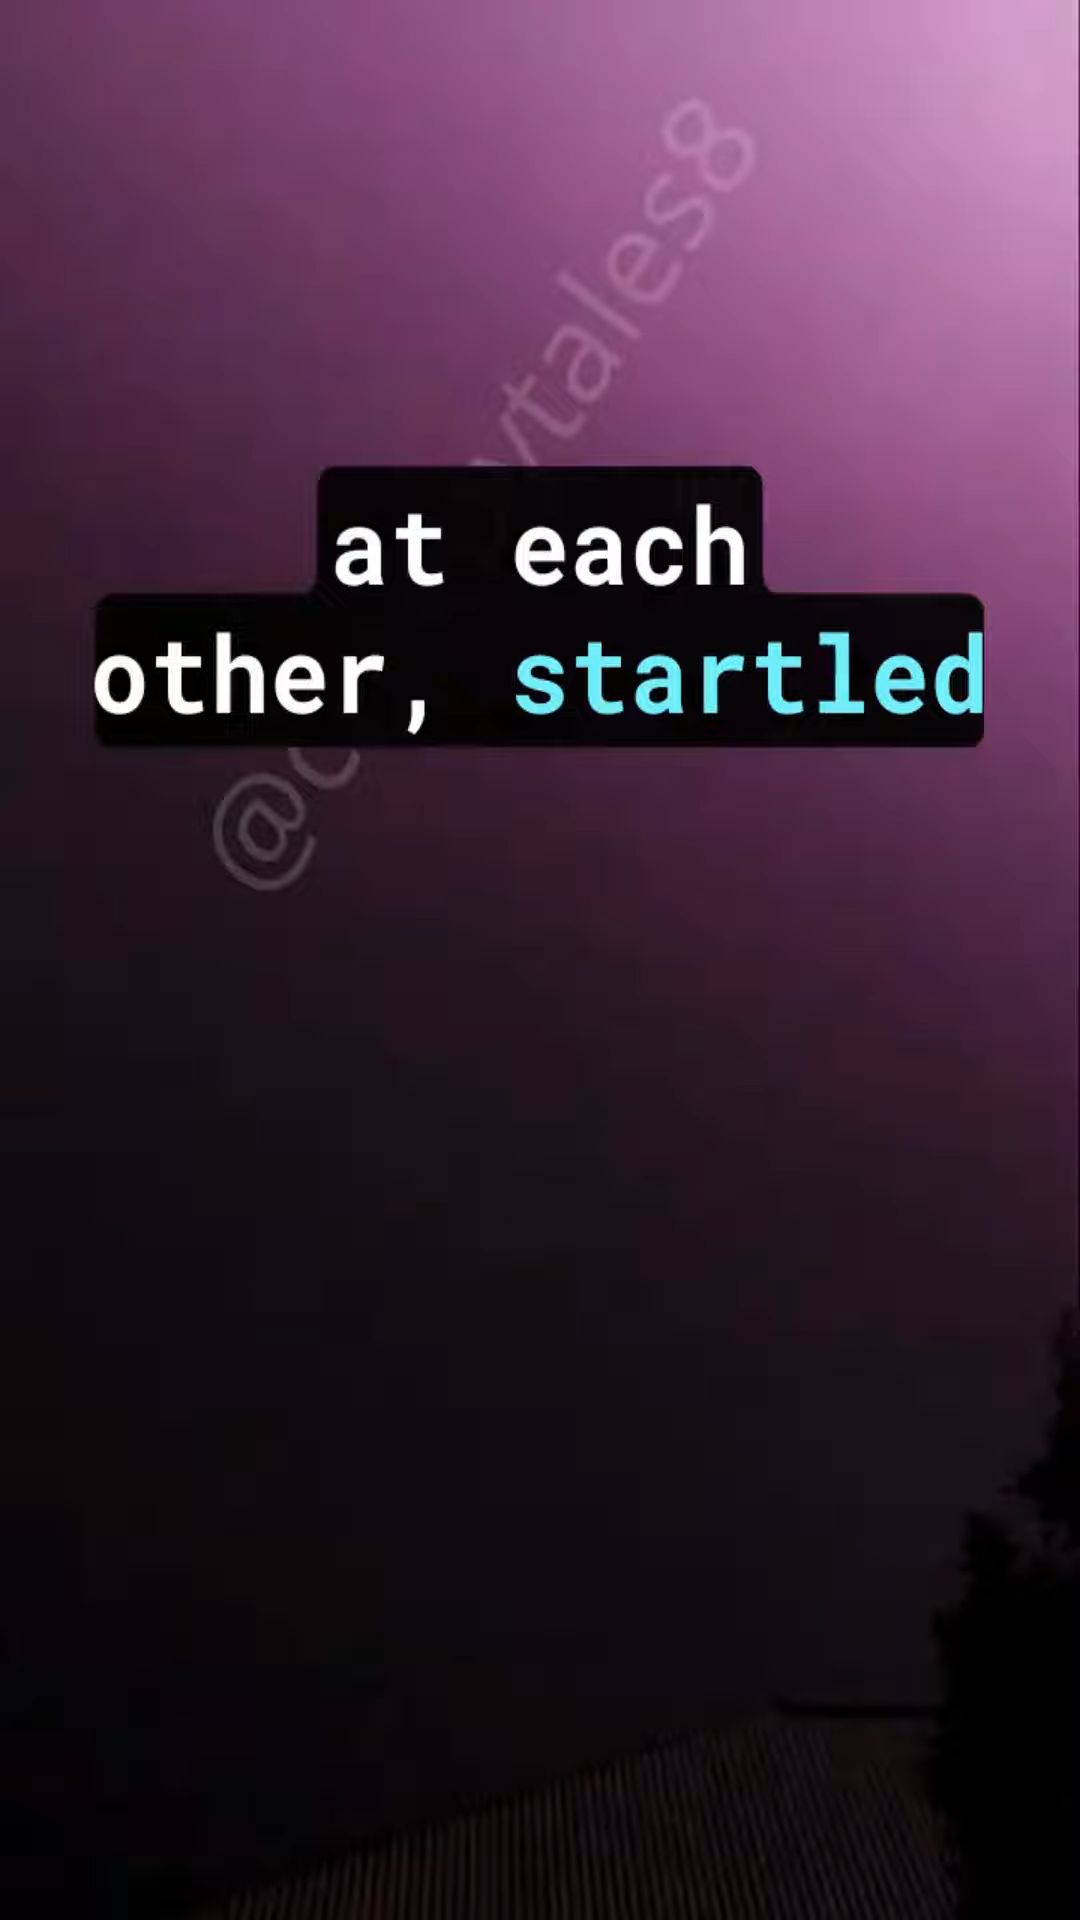 at each
other, startled